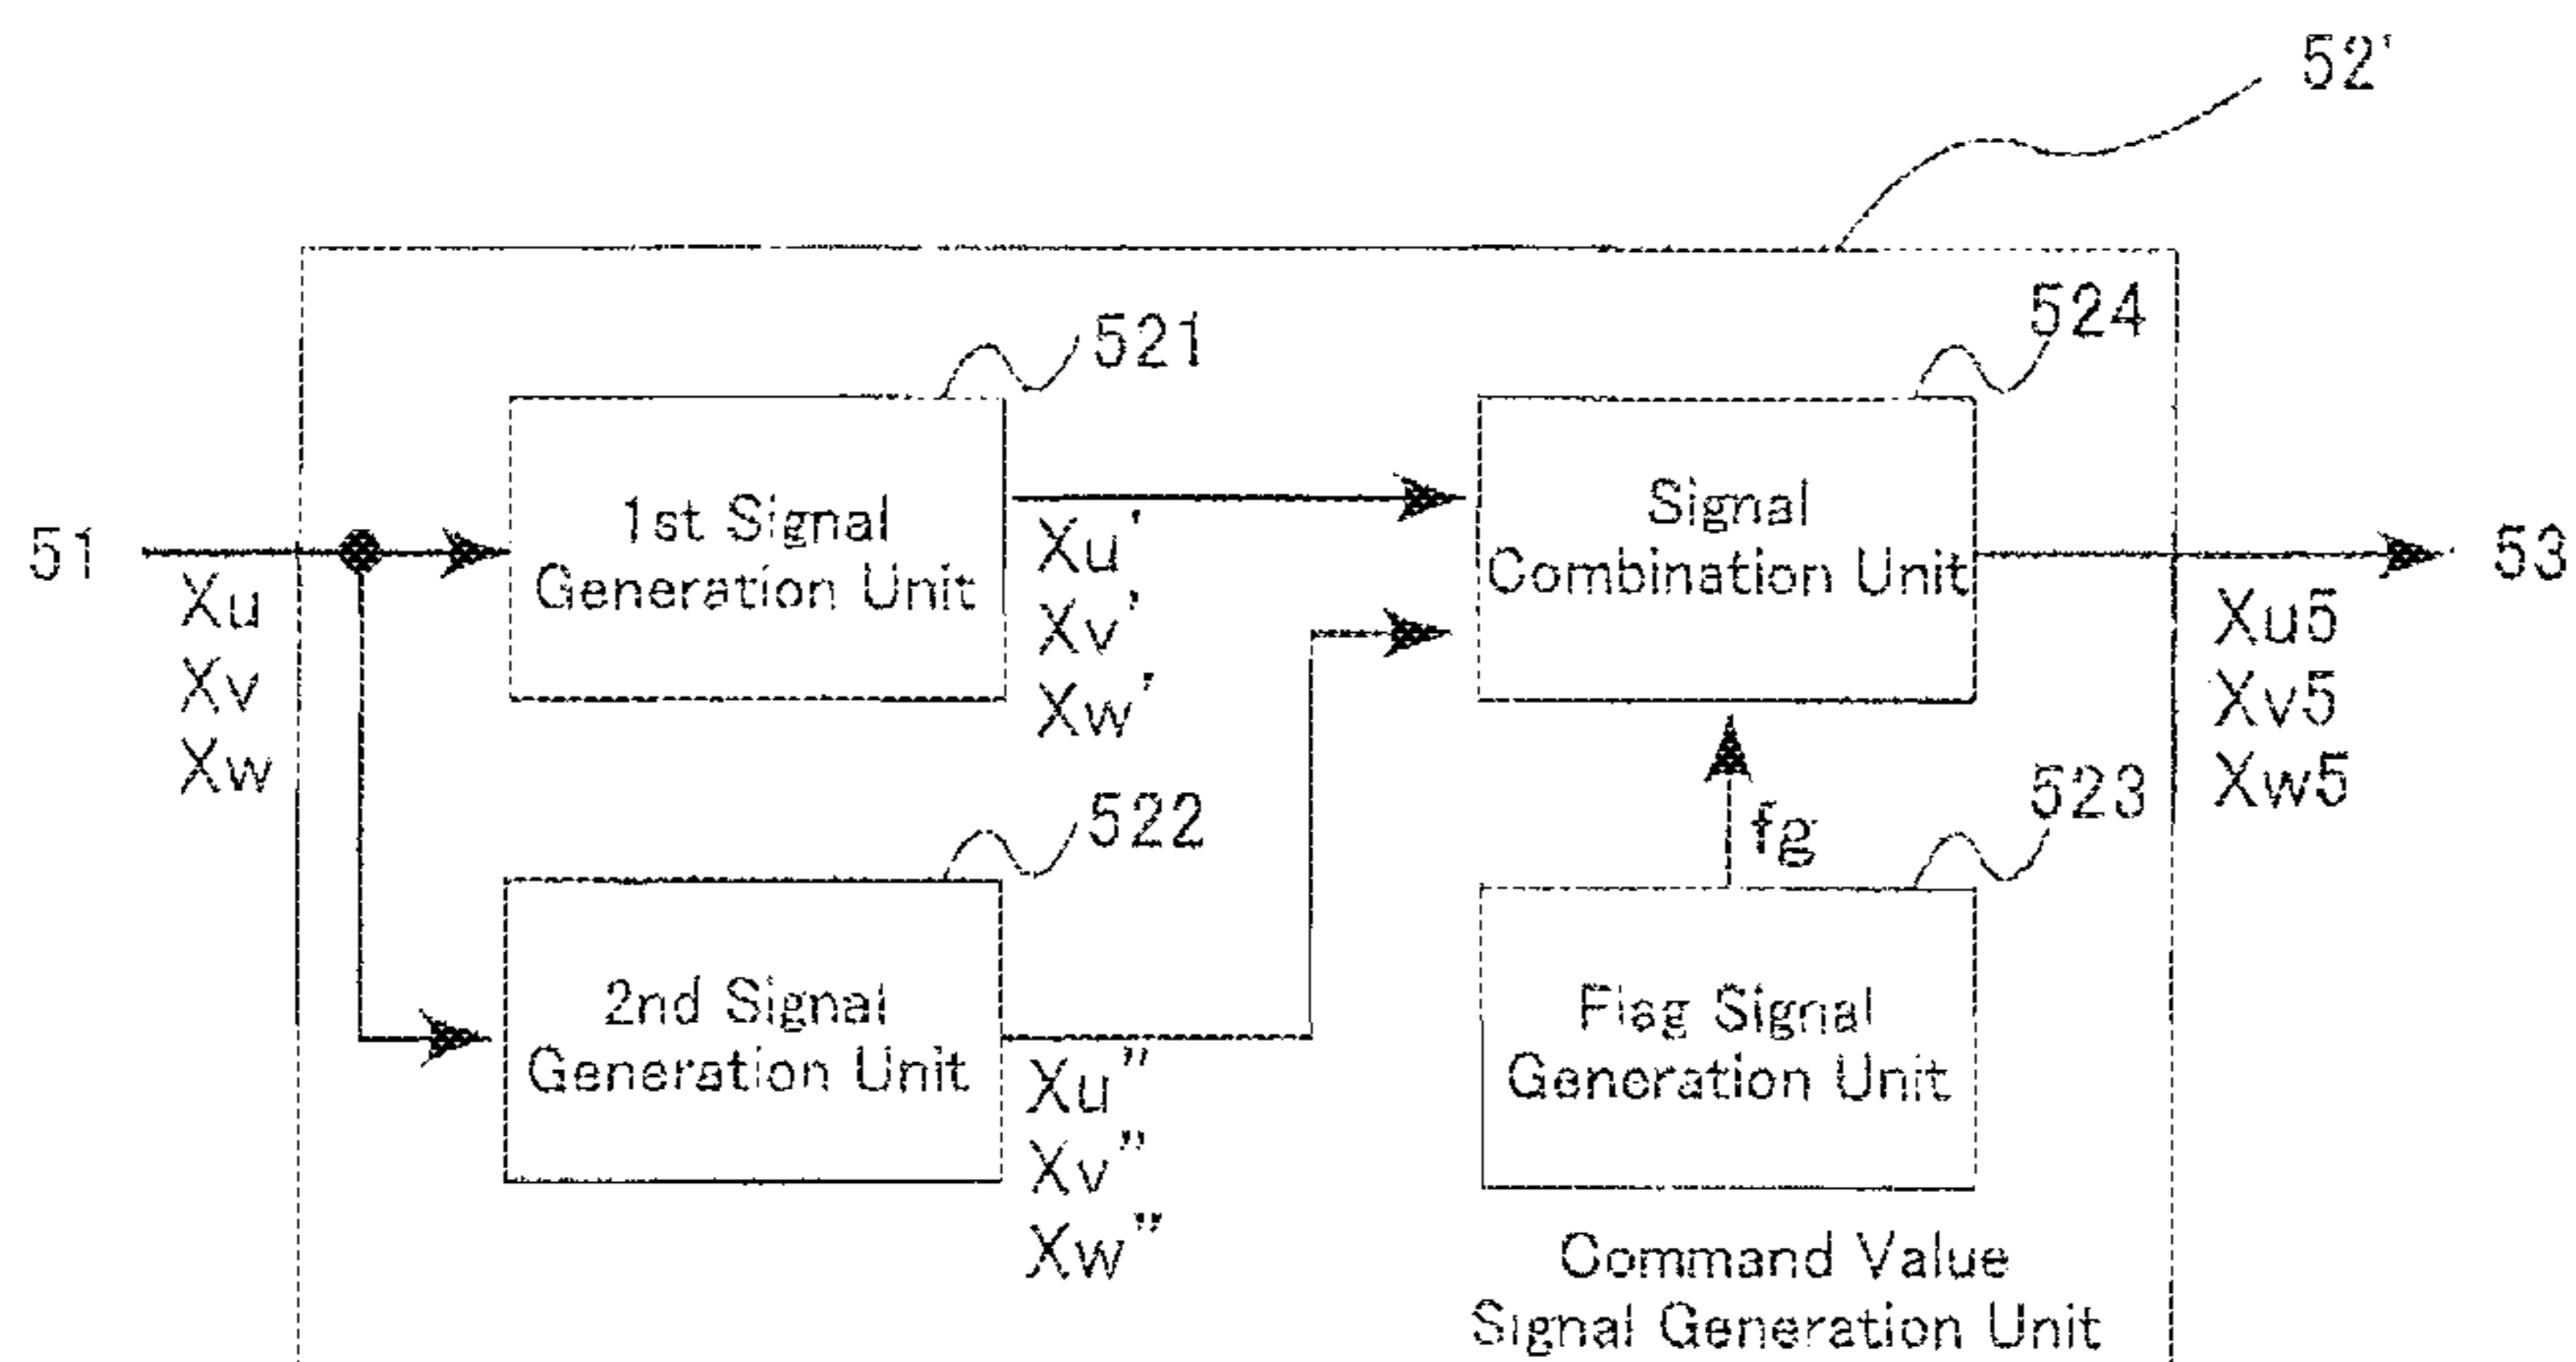 52'
521
524
51
Xu
Xv
Xw
1st Signal
Generation Unit
Xu'
Xv'
Xw'
Signal
Combination Unit
53
Xu5
Xv5
Xw5
522
fg
523
2nd Signal
Generation Unit
Xu"
Xv"
Xw"
Flag Signal
Generation Unit
Command Value
Signal Generation Unit